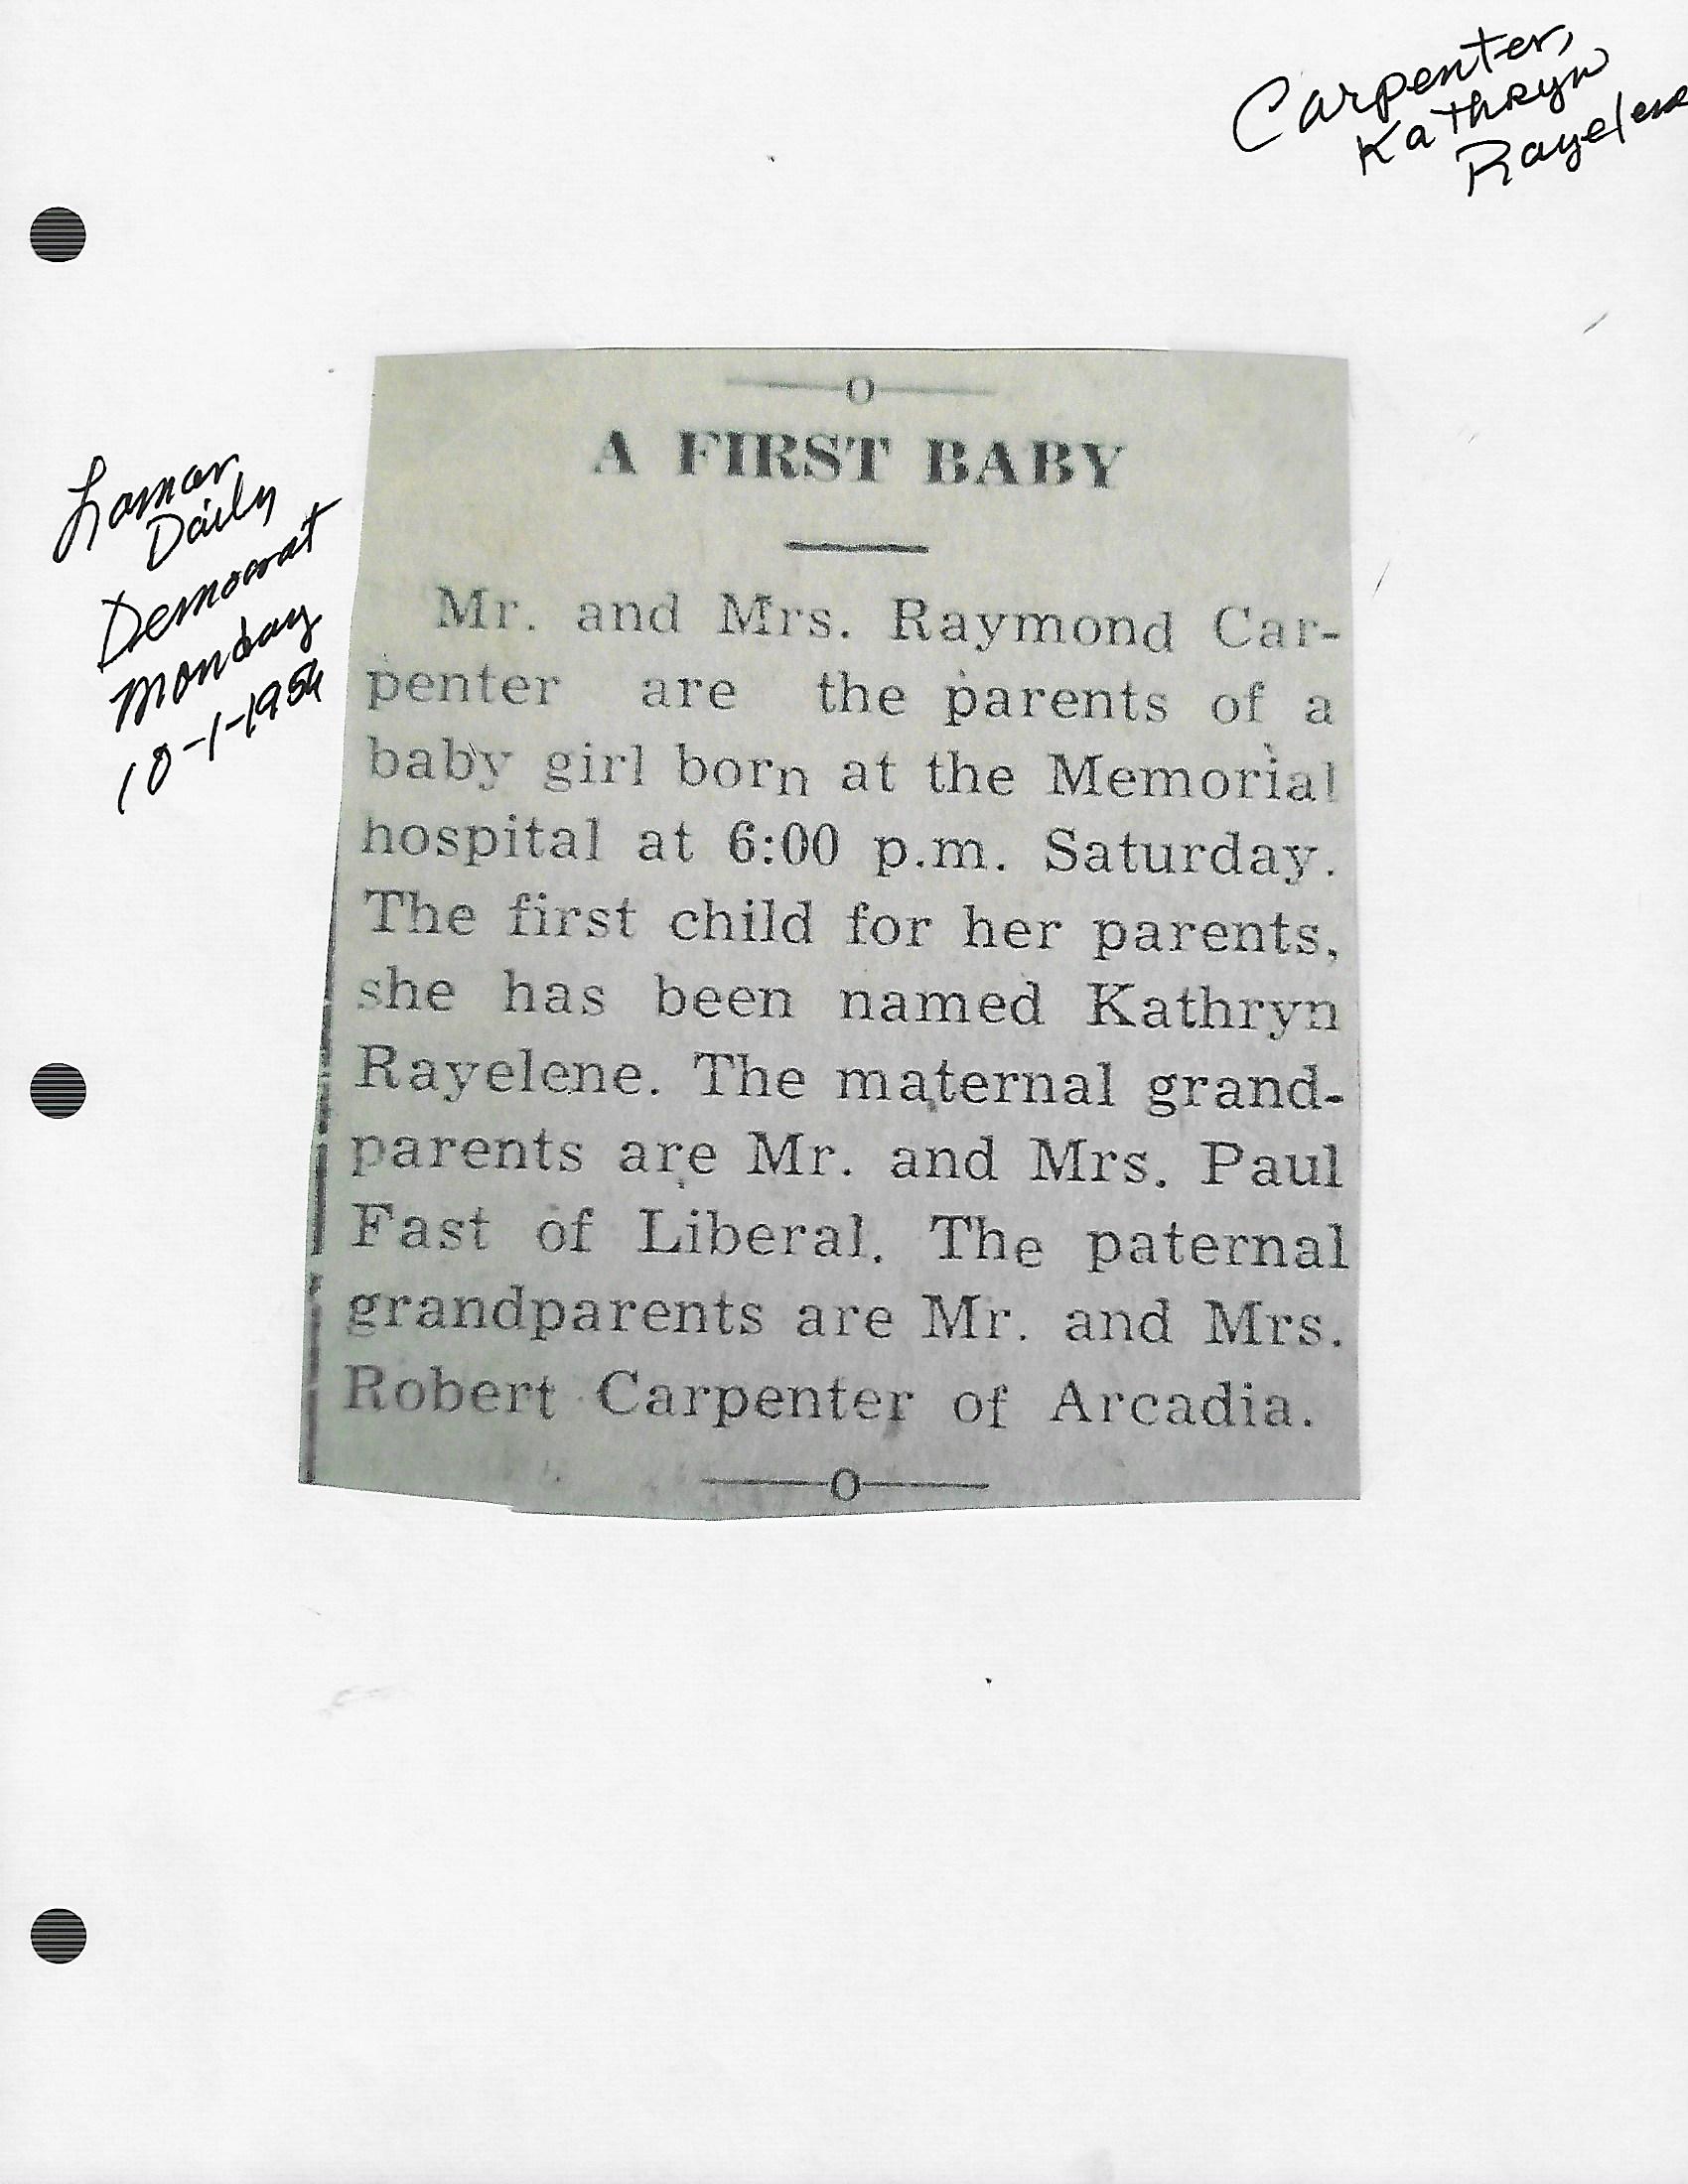 Carpenter,
Kathryn
Rayelene
Lamar
Daily
Democrat
Monday
10-1-1956
O
A FIRST BABY
Mr. and Mrs. Raymond Car-
penter are the parents of a
baby girl born at the Memorial
hospital at 6:00 p.m. Saturday.
The first child for her parents,
she has been named Kathryn
Rayelene. The maternal grand-
parents are Mr. and Mrs. Paul
Fast of Liberal. The paternal
grandparents are Mr. and Mrs.
Robert Carpenter of Arcadia.
O